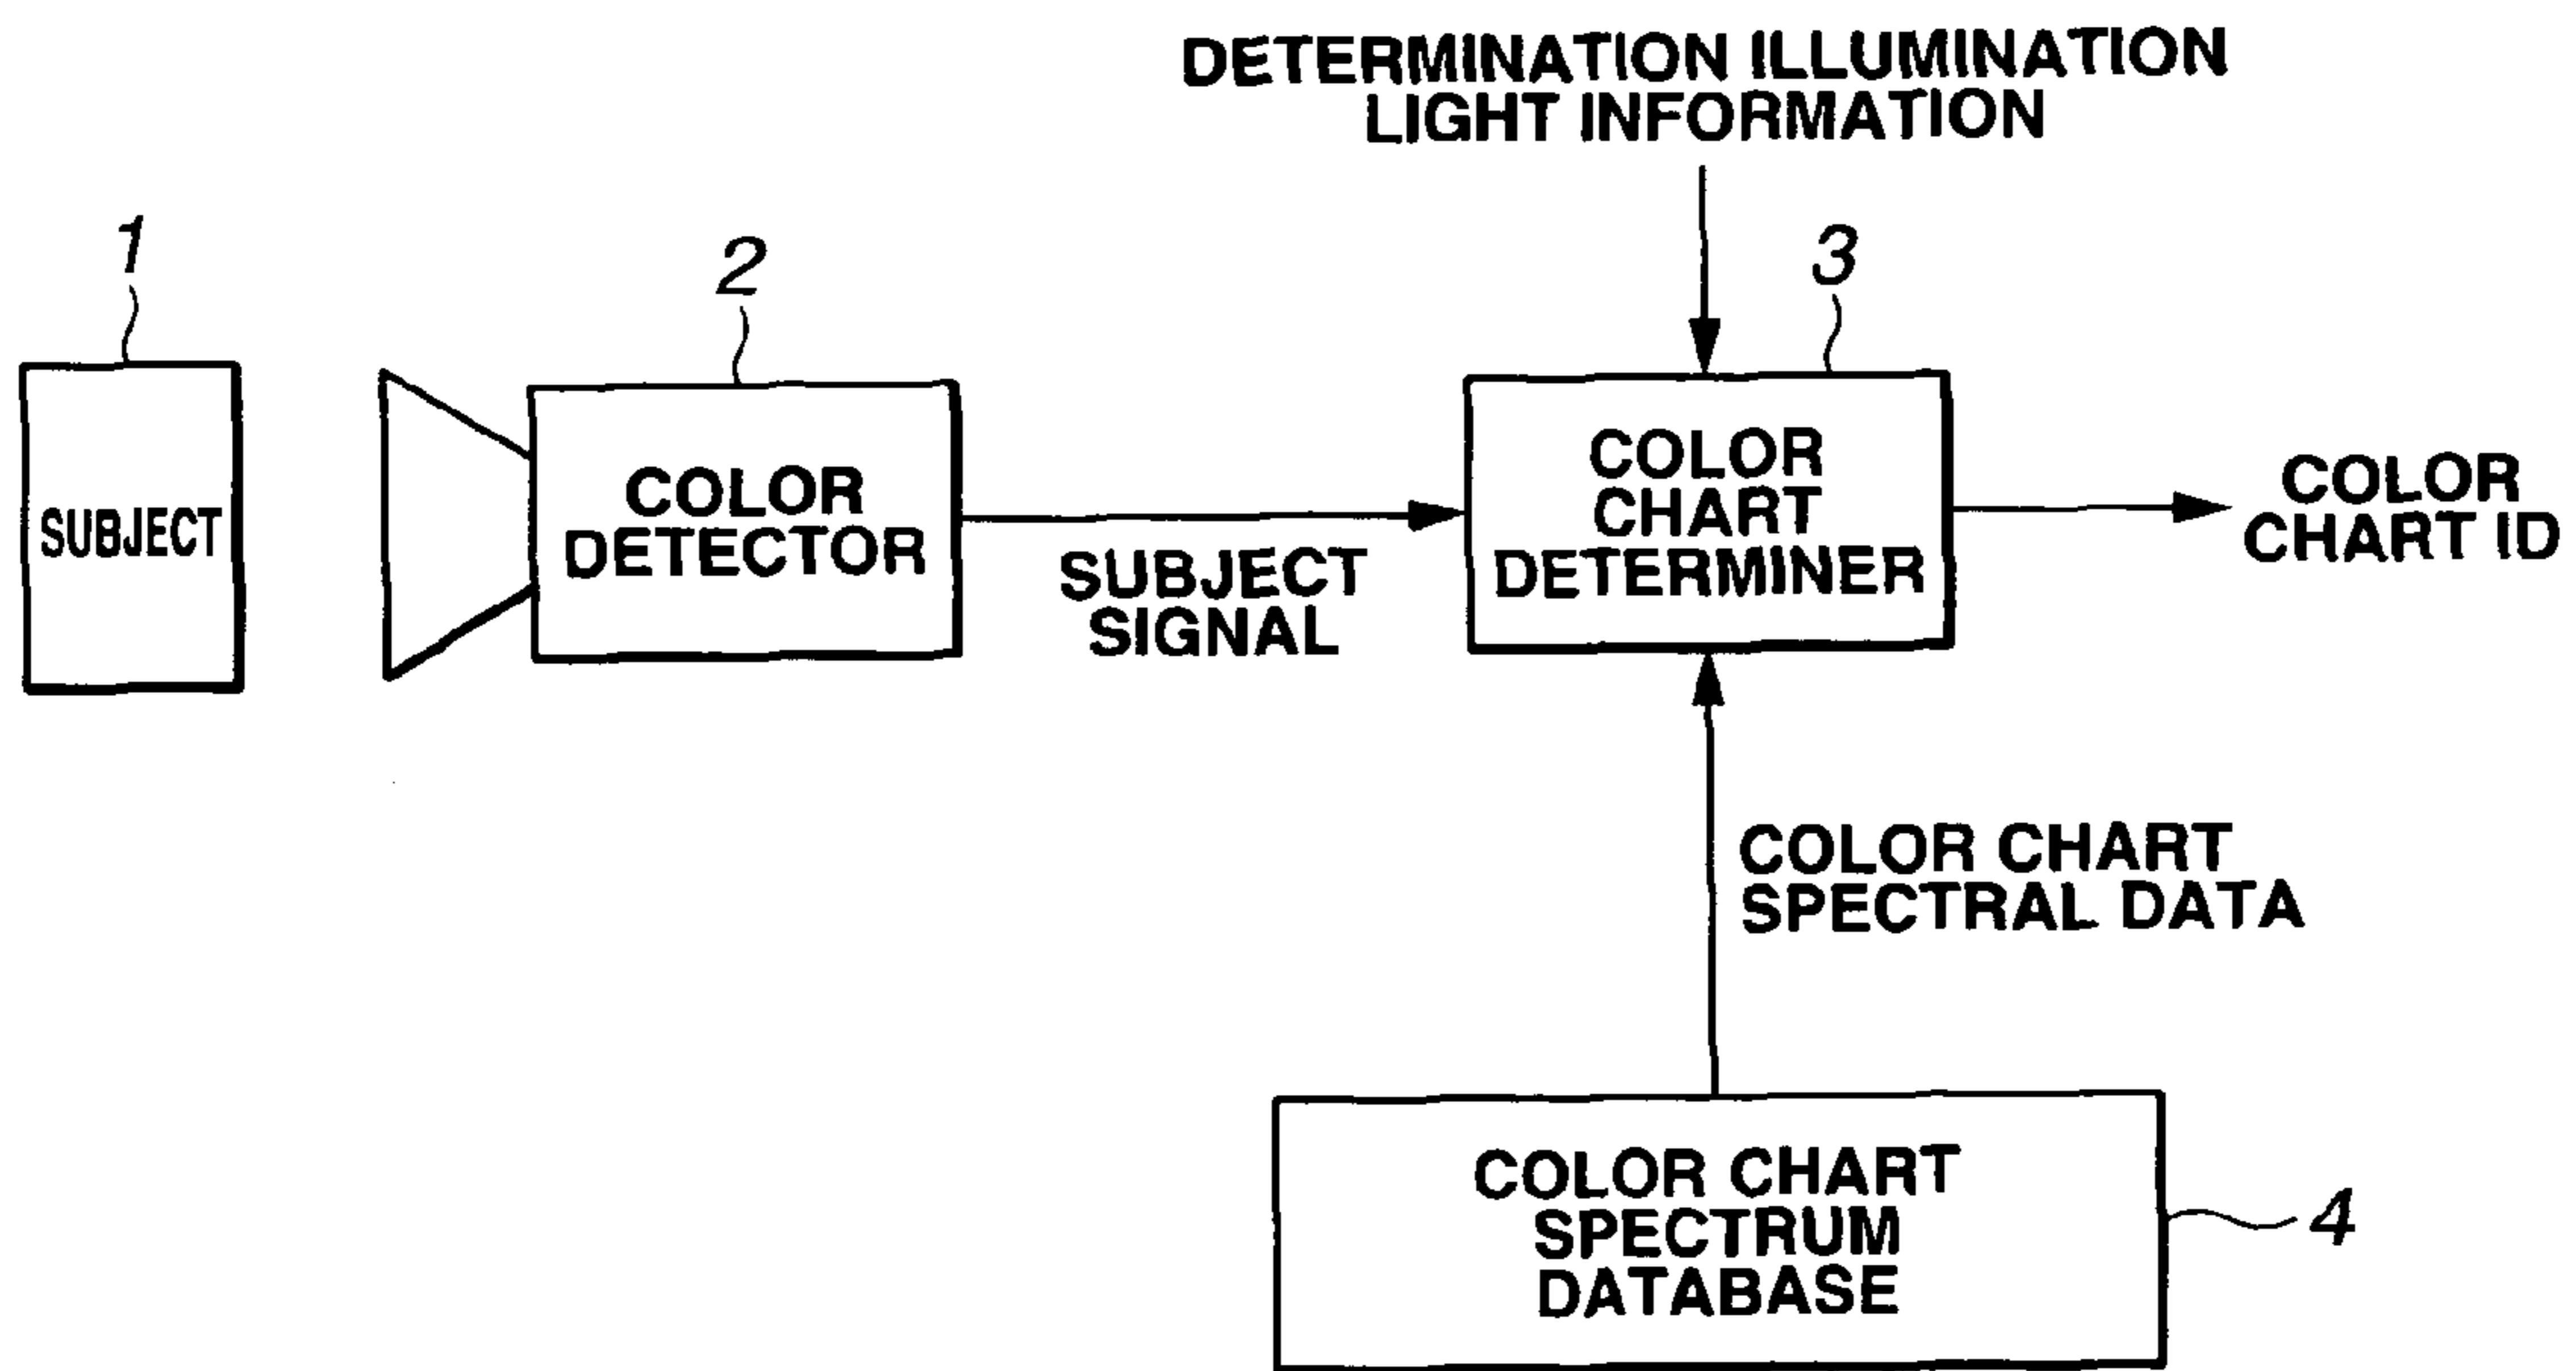 DETERMINATION ILLUMINATION
LIGHT INFORMATION
1
2
3
SUBJECT
COLOR
DETECTOR
SUBJECT
SIGNAL
COLOR
CHART
DETERMINER
COLOR
CHART ID
COLOR CHART
SPECTRAL DATA
COLOR CHART
SPECTRUM
DATABASE
4